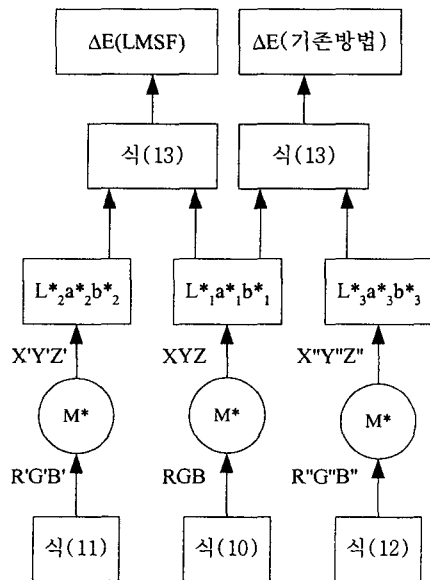 ΔE(LMSF) ΔE(기존방법)
식(13) 식(13)
L*₂a*₂b*₂ L*₁a*₁b*₁ L*₃a*₃b*₃
X'Y'Z' XYZ X"Y"Z"
M* M* M*
R'G'B' RGB R"G"B"
식(11) 식(10) 식(12)